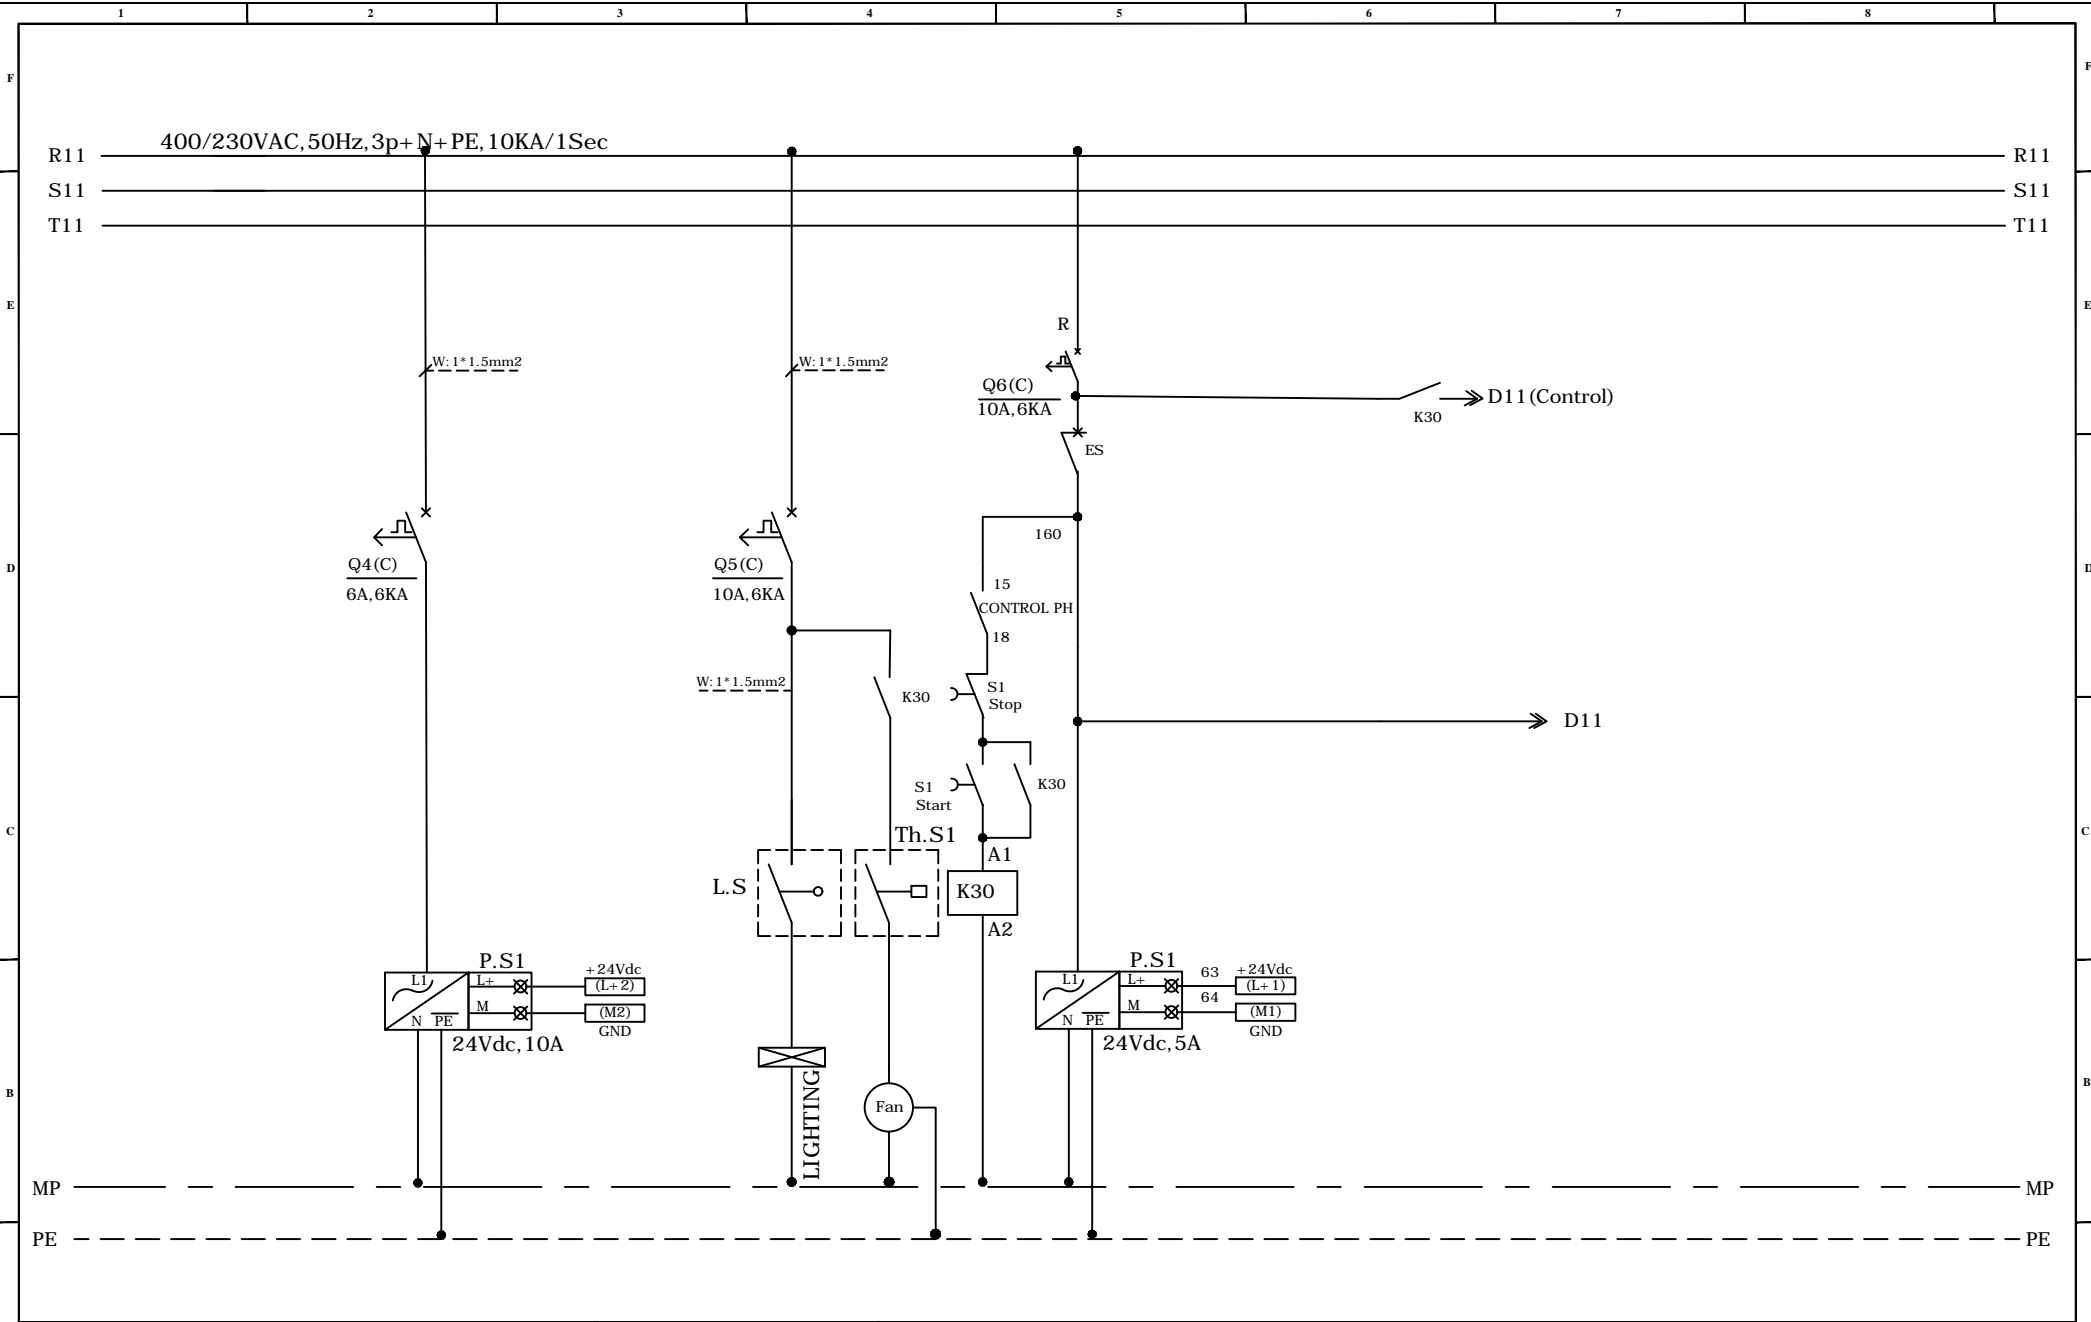 1 2 3 4 5 6 7 8
F F
400/230VAC,50Hz,3p+N+PE,10KA/1Sec
R11 R11
S11 S11
T11 T11
E E
R
W:1*1.5mm2 W:1*1.5mm2
Q6(C)
10A,6KA
D11(Control)
K30
ES
160
D D
Q4(C)
6A,6KA
Q5(C)
10A,6KA
15
CONTROL PH
18
W:1*1.5mm2
K30
S1
Stop
D11
S1
Start
K30
C C
Th.S1
A1
L.S
K30
A2
P.S1
L1
L+
+24Vdc
(L+2)
M
(M2)
N PE
GND
24Vdc,10A
P.S1
L1
L+
63
+24Vdc
(L+1)
M
64
(M1)
N PE
GND
24Vdc,5A
LIGHTING
Fan
B B
MP MP
PE PE